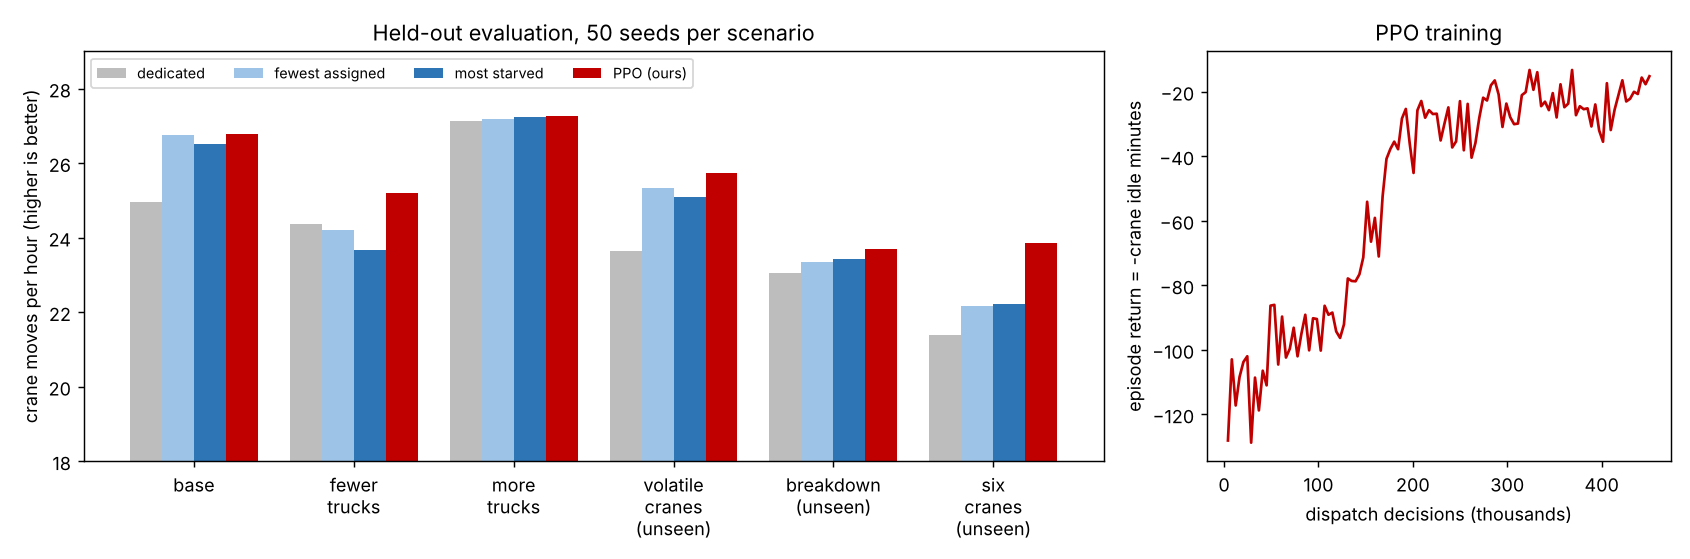 Held-out evaluation, 50 seeds per scenario
crane moves per hour (higher is better)
28
26
24
22
20
18
dedicated
fewest assigned
most starved
PPO (ours)
base
fewer
trucks
more
trucks
volatile
cranes
(unseen)
breakdown
(unseen)
six
cranes
(unseen)
PPO training
episode return = -crane idle minutes
−20
−40
−60
−80
−100
−120
0
100
200
300
400
dispatch decisions (thousands)